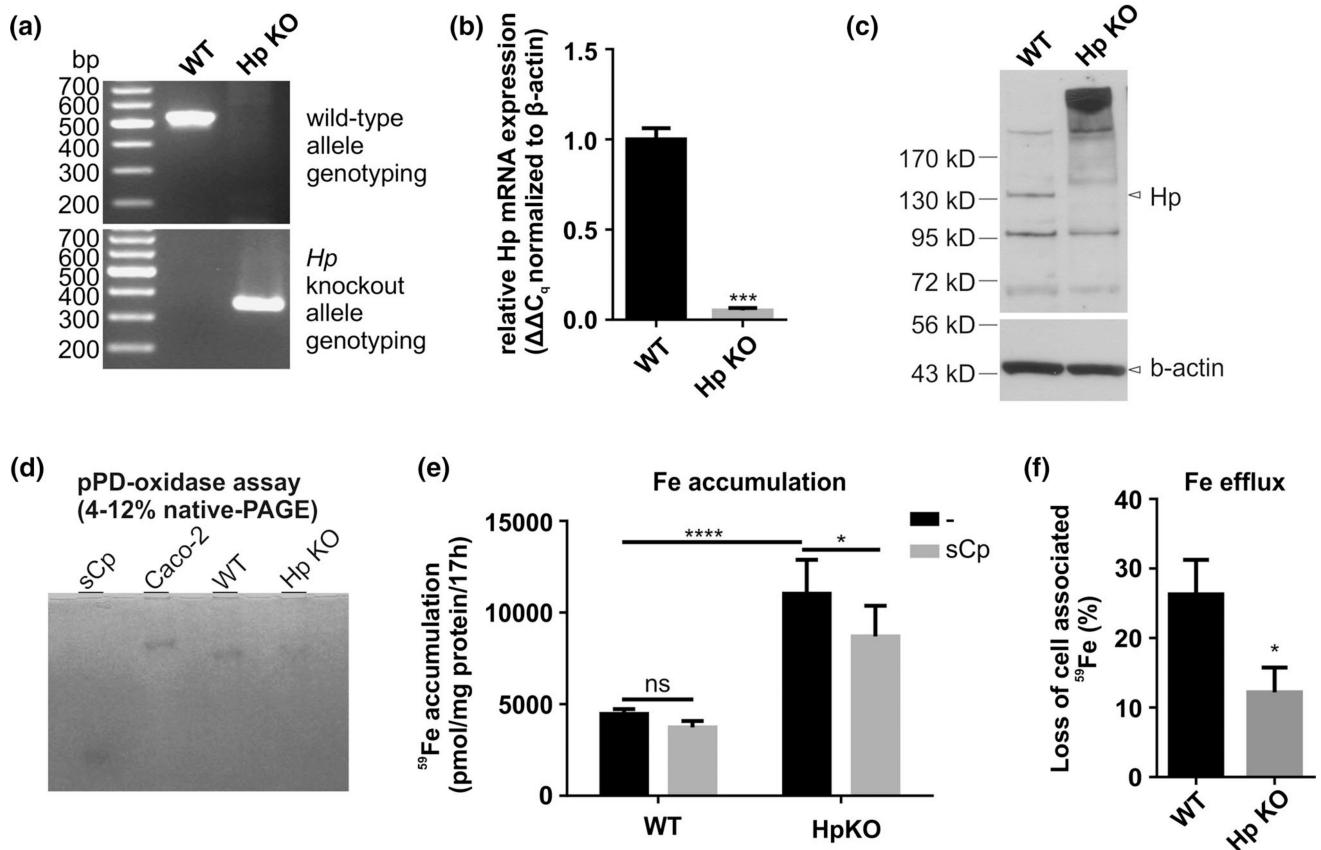 (a)
bp
WT
Hp KO
700
600
500
400
300
200
wild-type
allele
genotyping
700
600
500
400
300
200
Hp
knockout
allele
genotyping
(b)
relative Hp mRNA expression
(ΔΔCq normalized to β-actin)
1.5
1.0
0.5
0.0
***
WT
Hp KO
(c)
WT
Hp KO
170 kD
130 kD
95 kD
72 kD
56 kD
43 kD
Hp
b-actin
(d)
pPD-oxidase assay
(4-12% native-PAGE)
sCp
Caco-2
WT
Hp KO
(e)
Fe accumulation
59Fe accumulation
(pmol/mg protein/17h)
15000
10000
5000
0
ns
****
*
-
sCp
WT
HpKO
(f)
Fe efflux
Loss of cell associated
59Fe (%)
40
30
20
10
0
*
WT
Hp KO